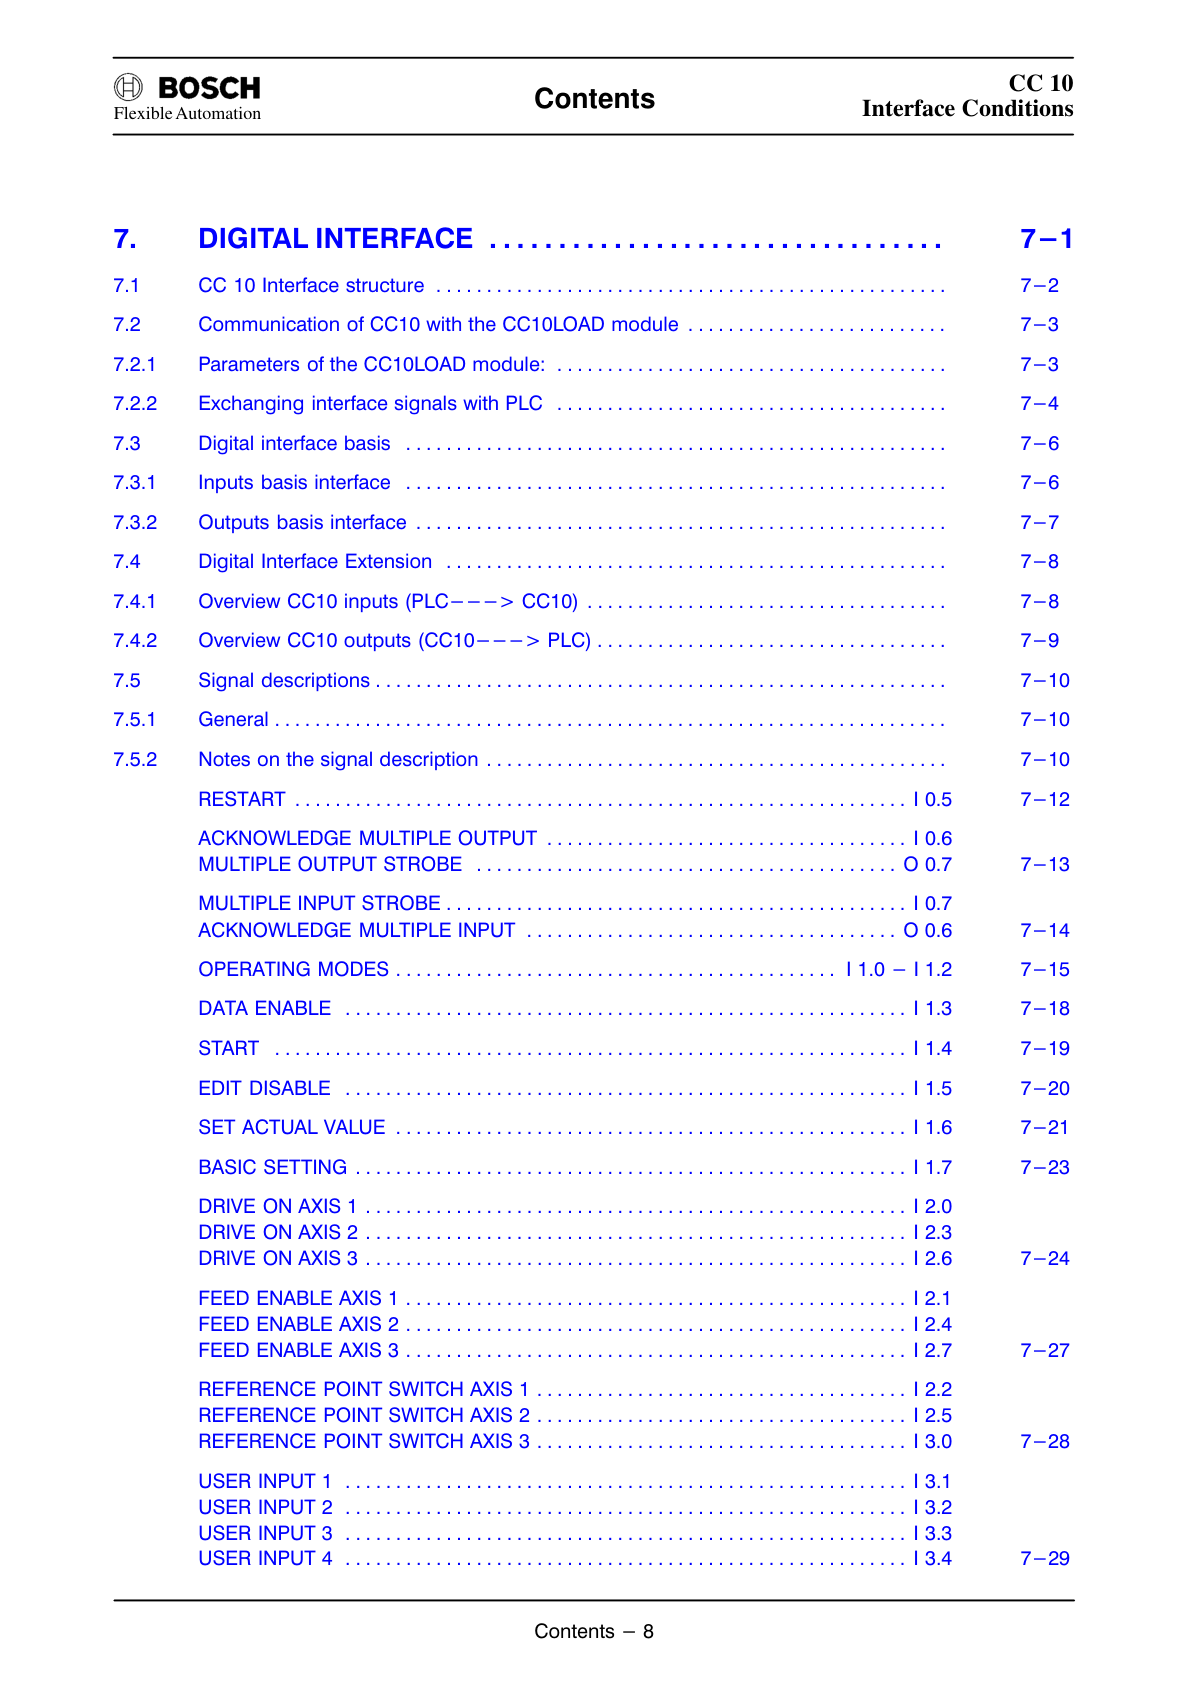 BOSCH
Flexible Automation
Contents
CC 10
Interface Conditions
7. DIGITAL INTERFACE . . . . . . . . . . . . . . . . . . . . . . . . . . . . . . . . . 7−1
7.1 CC 10 Interface structure . . . . . . . . . . . . . . . . . . . . 7−2
7.2 Communication of CC10 with the CC10LOAD module . . . . . . . . . . . . . . . . . . . . 7−3
7.2.1 Parameters of the CC10LOAD module: . . . . . . . . . . . . . . . . . . . . 7−3
7.2.2 Exchanging interface signals with PLC . . . . . . . . . . . . . . . . . . . . 7−4
7.3 Digital interface basis . . . . . . . . . . . . . . . . . . . . 7−6
7.3.1 Inputs basis interface . . . . . . . . . . . . . . . . . . . . 7−6
7.3.2 Outputs basis interface . . . . . . . . . . . . . . . . . . . . 7−7
7.4 Digital Interface Extension . . . . . . . . . . . . . . . . . . . . 7−8
7.4.1 Overview CC10 inputs (PLC−−−> CC10) . . . . . . . . . . . . . . . . . . . . 7−8
7.4.2 Overview CC10 outputs (CC10−−−> PLC) . . . . . . . . . . . . . . . . . . . . 7−9
7.5 Signal descriptions . . . . . . . . . . . . . . . . . . . . 7−10
7.5.1 General . . . . . . . . . . . . . . . . . . . . 7−10
7.5.2 Notes on the signal description . . . . . . . . . . . . . . . . . . . . 7−10
RESTART . . . . . . . . . . . . . . . . . . . . I 0.5 7−12
ACKNOWLEDGE MULTIPLE OUTPUT . . . . . . . . . . . . . . . . . . . . I 0.6
MULTIPLE OUTPUT STROBE . . . . . . . . . . . . . . . . . . . . O 0.7 7−13
MULTIPLE INPUT STROBE . . . . . . . . . . . . . . . . . . . . I 0.7
ACKNOWLEDGE MULTIPLE INPUT . . . . . . . . . . . . . . . . . . . . O 0.6 7−14
OPERATING MODES . . . . . . . . . . . . . . . . . . . . I 1.0 − I 1.2 7−15
DATA ENABLE . . . . . . . . . . . . . . . . . . . . I 1.3 7−18
START . . . . . . . . . . . . . . . . . . . . I 1.4 7−19
EDIT DISABLE . . . . . . . . . . . . . . . . . . . . I 1.5 7−20
SET ACTUAL VALUE . . . . . . . . . . . . . . . . . . . . I 1.6 7−21
BASIC SETTING . . . . . . . . . . . . . . . . . . . . I 1.7 7−23
DRIVE ON AXIS 1 . . . . . . . . . . . . . . . . . . . . I 2.0
DRIVE ON AXIS 2 . . . . . . . . . . . . . . . . . . . . I 2.3
DRIVE ON AXIS 3 . . . . . . . . . . . . . . . . . . . . I 2.6 7−24
FEED ENABLE AXIS 1 . . . . . . . . . . . . . . . . . . . . I 2.1
FEED ENABLE AXIS 2 . . . . . . . . . . . . . . . . . . . . I 2.4
FEED ENABLE AXIS 3 . . . . . . . . . . . . . . . . . . . . I 2.7 7−27
REFERENCE POINT SWITCH AXIS 1 . . . . . . . . . . . . . . . . . . . . I 2.2
REFERENCE POINT SWITCH AXIS 2 . . . . . . . . . . . . . . . . . . . . I 2.5
REFERENCE POINT SWITCH AXIS 3 . . . . . . . . . . . . . . . . . . . . I 3.0 7−28
USER INPUT 1 . . . . . . . . . . . . . . . . . . . . I 3.1
USER INPUT 2 . . . . . . . . . . . . . . . . . . . . I 3.2
USER INPUT 3 . . . . . . . . . . . . . . . . . . . . I 3.3
USER INPUT 4 . . . . . . . . . . . . . . . . . . . . I 3.4 7−29
Contents − 8